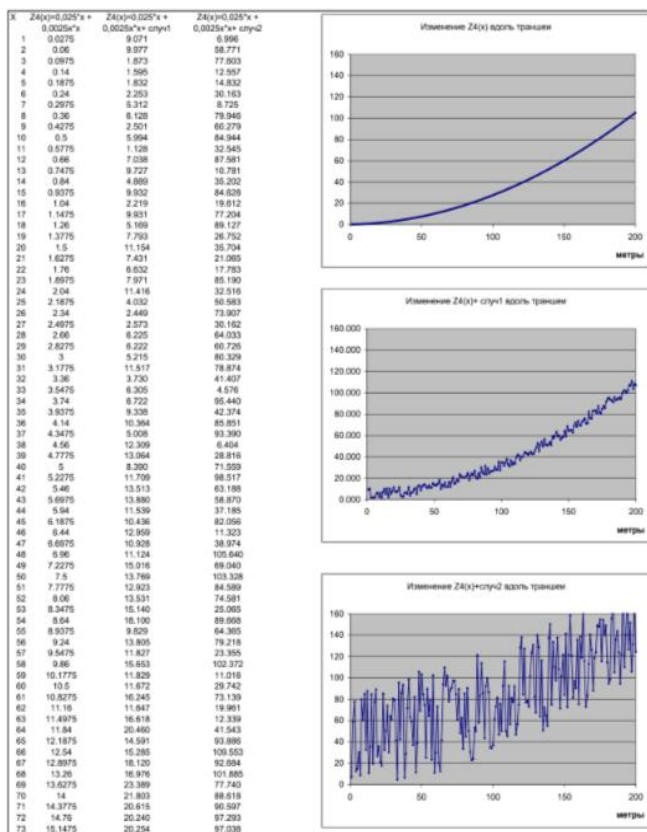 X Z4(x)=0,025*x + Z4(x)=0,025*x + Z4(x)=0,025*x +
0,0025x*x 0,0025x*x+ случ1 0,0025x*x+ случ2
1 0.0275 9.071 6.996
2 0.06 9.977 58.771
3 0.0975 1.873 77.803
4 0.14 1.595 12.557
5 0.1875 1.832 14.832
6 0.24 2.253 30.163
7 0.2975 5.312 8.725
8 0.36 6.128 79.946
9 0.4275 2.501 60.279
10 0.5 5.994 84.944
11 0.5775 1.128 32.545
12 0.66 7.038 87.581
13 0.7475 9.727 10.781
14 0.84 4.889 35.202
15 0.9375 9.932 84.628
16 1.04 2.219 19.612
17 1.1475 9.931 77.204
18 1.26 5.169 89.127
19 1.3775 7.793 26.752
20 1.5 11.154 35.704
21 1.6275 7.431 21.065
22 1.76 6.632 17.783
23 1.8975 7.971 85.190
24 2.04 11.416 32.516
25 2.1875 4.032 50.583
26 2.34 2.449 73.907
27 2.4975 2.573 30.162
28 2.66 6.225 64.033
29 2.8275 6.222 60.726
30 3 5.215 80.329
31 3.1775 11.517 78.874
32 3.36 3.730 41.407
33 3.5475 6.305 4.576
34 3.74 8.722 95.440
35 3.9375 9.338 42.374
36 4.14 10.364 85.851
37 4.3475 5.008 93.390
38 4.56 12.309 6.404
39 4.7775 13.064 28.816
40 5 8.390 71.559
41 5.2275 11.709 98.517
42 5.46 13.513 63.188
43 5.6975 13.880 58.870
44 5.94 11.539 37.185
45 6.1875 10.436 82.056
46 6.44 12.959 11.323
47 6.6975 10.928 38.974
48 6.96 11.124 105.640
49 7.2275 15.016 69.040
50 7.5 13.769 103.328
51 7.7775 12.923 84.589
52 8.06 13.531 74.581
53 8.3475 15.140 25.065
54 8.64 18.100 89.668
55 8.9375 9.829 64.365
56 9.24 13.805 79.218
57 9.5475 11.827 23.355
58 9.86 15.653 102.372
59 10.1775 11.829 11.016
60 10.5 11.672 29.742
61 10.8275 16.245 73.139
62 11.16 11.647 19.961
63 11.4975 16.618 12.339
64 11.84 20.460 41.543
65 12.1875 14.591 93.886
66 12.54 15.285 109.553
67 12.8975 18.120 92.684
68 13.26 16.976 101.885
69 13.6275 23.389 77.740
70 14 21.803 88.618
71 14.3775 20.615 90.597
72 14.76 20.240 97.293
73 15.1475 20.254 97.038
Изменение Z4(x) вдоль траншеи
160
140
120
100
80
60
40
20
0
0 50 100 150 200
метры
Изменение Z4(x)+ случ1 вдоль траншеи
160.000
140.000
120.000
100.000
80.000
60.000
40.000
20.000
0.000
0 50 100 150 200
метры
Изменение Z4(x)+случ2 вдоль траншеи
160
140
120
100
80
60
40
20
0
0 50 100 150 200
метры